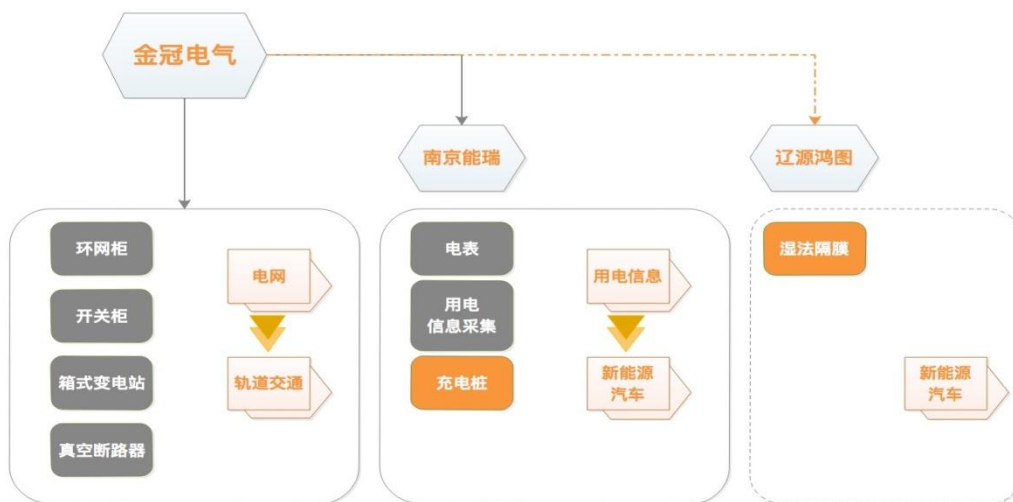 金冠电气
南京能瑞
辽源鸿图
环网柜
开关柜
箱式变电站
真空断路器
电网
轨道交通
电表
用电
信息采集
充电桩
用电信息
新能源
汽车
湿法隔膜
新能源
汽车